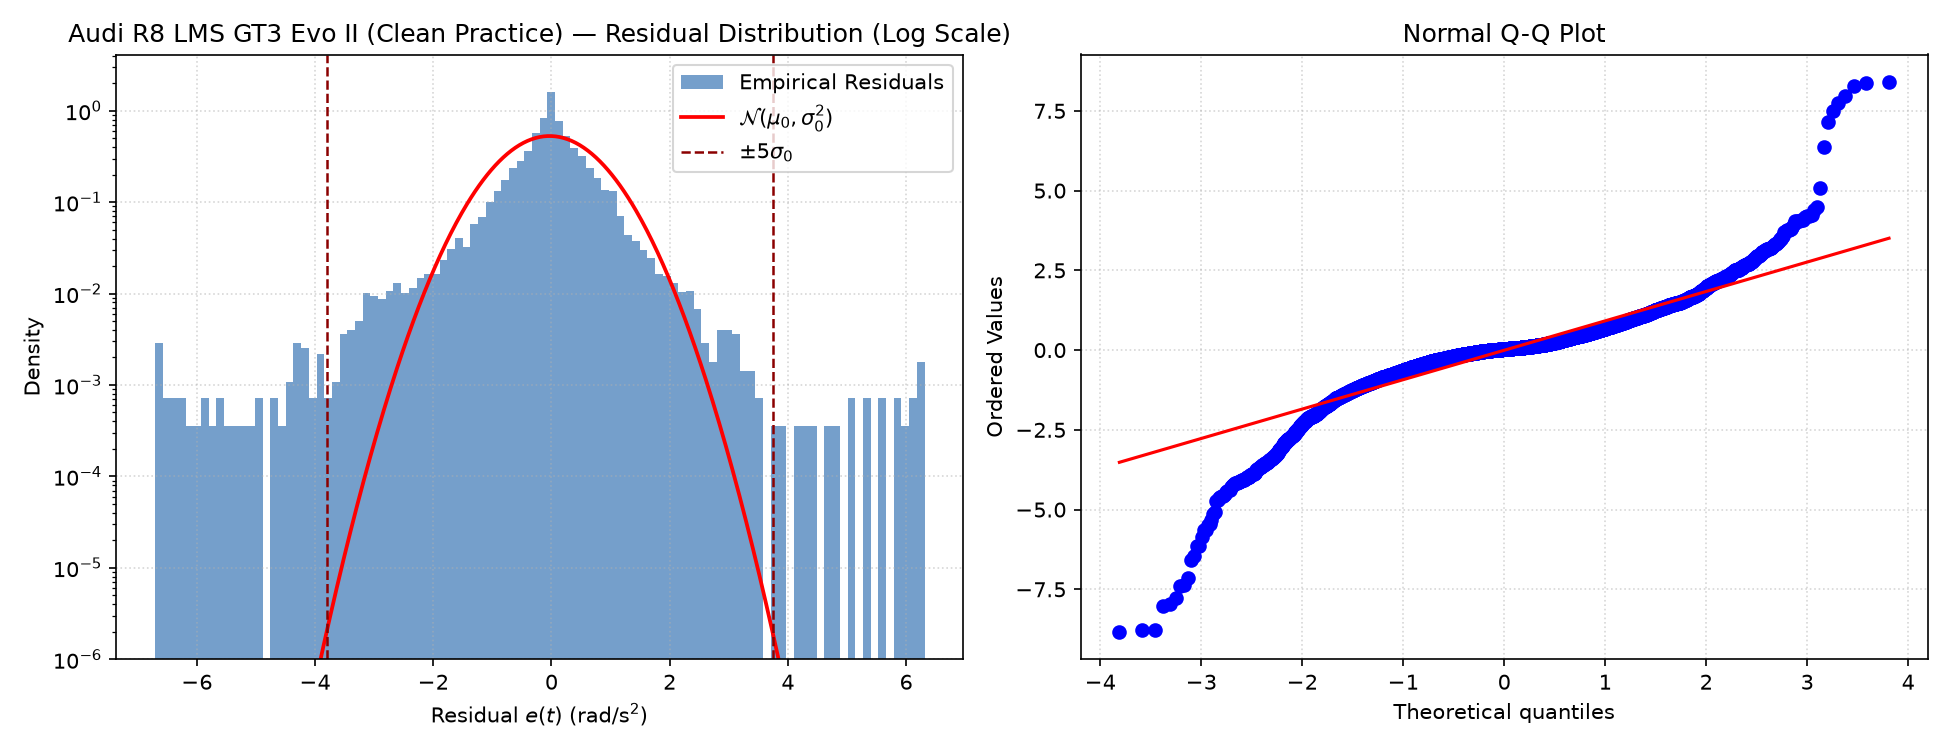 Audi R8 LMS GT3 Evo II (Clean Practice) — Residual Distribution (Log Scale)
Empirical Residuals
𝒩(μ₀, σ₀²)
±5σ₀
10⁰
10⁻¹
10⁻²
10⁻³
10⁻⁴
10⁻⁵
10⁻⁶
Density
−6 −4 −2 0 2 4 6
Residual e(t) (rad/s²)
Normal Q-Q Plot
7.5
5.0
2.5
0.0
−2.5
−5.0
−7.5
Ordered Values
−4 −3 −2 −1 0 1 2 3 4
Theoretical quantiles